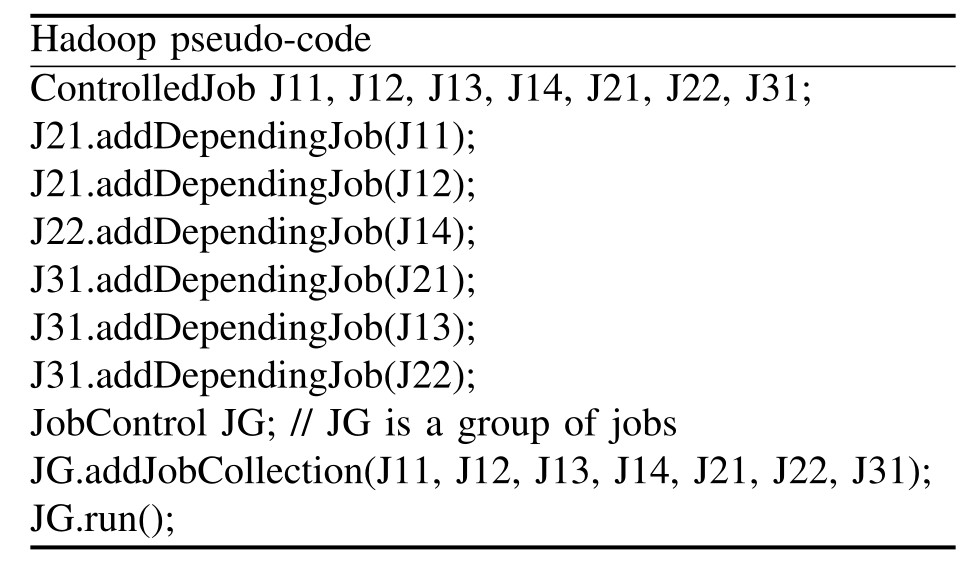 Hadoop pseudo-code
ControlledJob J11, J12, J13, J14, J21, J22, J31;
J21.addDependingJob(J11);
J21.addDependingJob(J12);
J22.addDependingJob(J14);
J31.addDependingJob(J21);
J31.addDependingJob(J13);
J31.addDependingJob(J22);
JobControl JG; // JG is a group of jobs
JG.addJobCollection(J11, J12, J13, J14, J21, J22, J31);
JG.run();